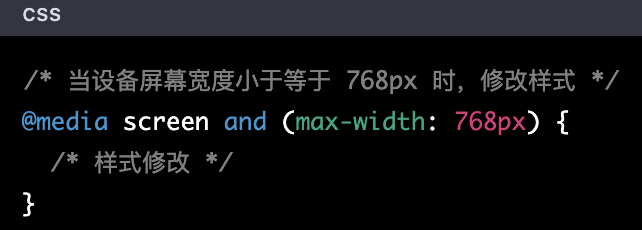 CSS
/* 当设备屏幕宽度小于等于 768px 时，修改样式 */
@media screen and (max-width: 768px) {
/* 样式修改 */
}